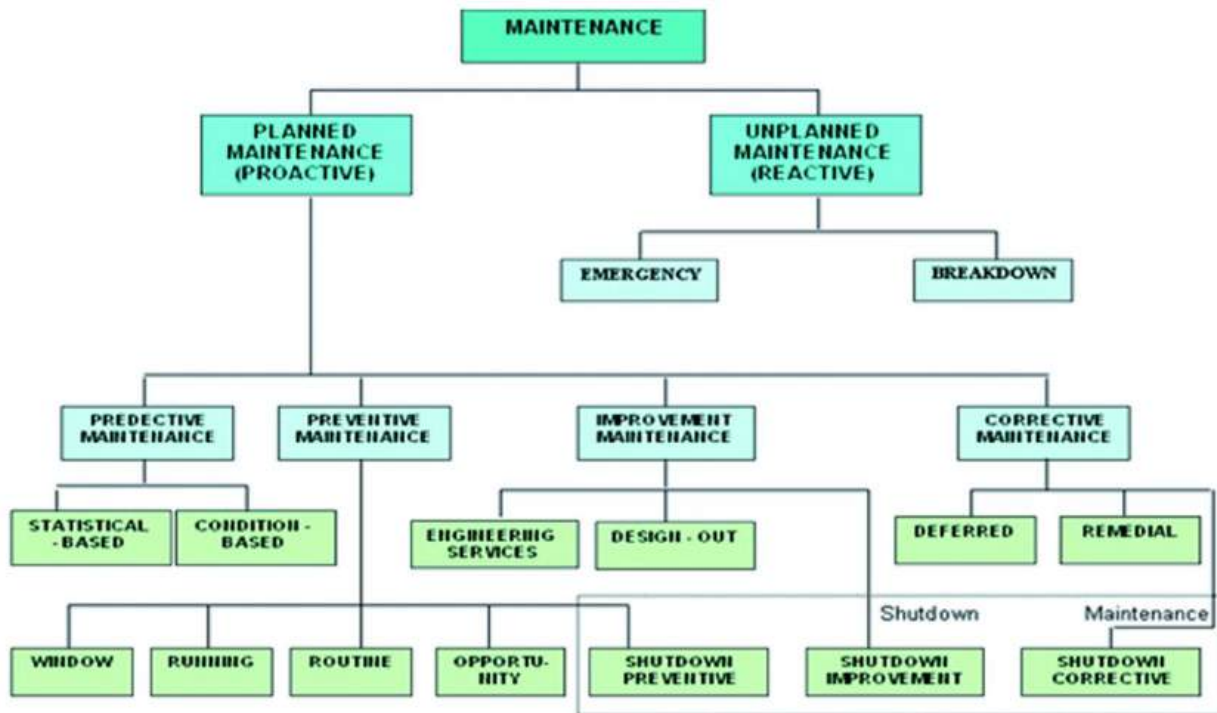 MAINTENANCE
PLANNED
MAINTENANCE
(PROACTIVE)
UNPLANNED
MAINTENANCE
(REACTIVE)
EMERGENCY
BREAKDOWN
PREDECTIVE
MAINTENANCE
PREVENTIVE
MAINTENANCE
IMPROVEMENT
MAINTENANCE
CORRECTIVE
MAINTENANCE
STATISTICAL
- BASED
CONDITION -
BASED
ENGINEERING
SERVICES
DESIGN - OUT
DEFERRED
REMEDIAL
Shutdown
Maintenance
WINDOW
RUNNING
ROUTINE
OPPORTU-
NITY
SHUTDOWN
PREVENTIVE
SHUTDOWN
IMPROVEMENT
SHUTDOWN
CORRECTIVE